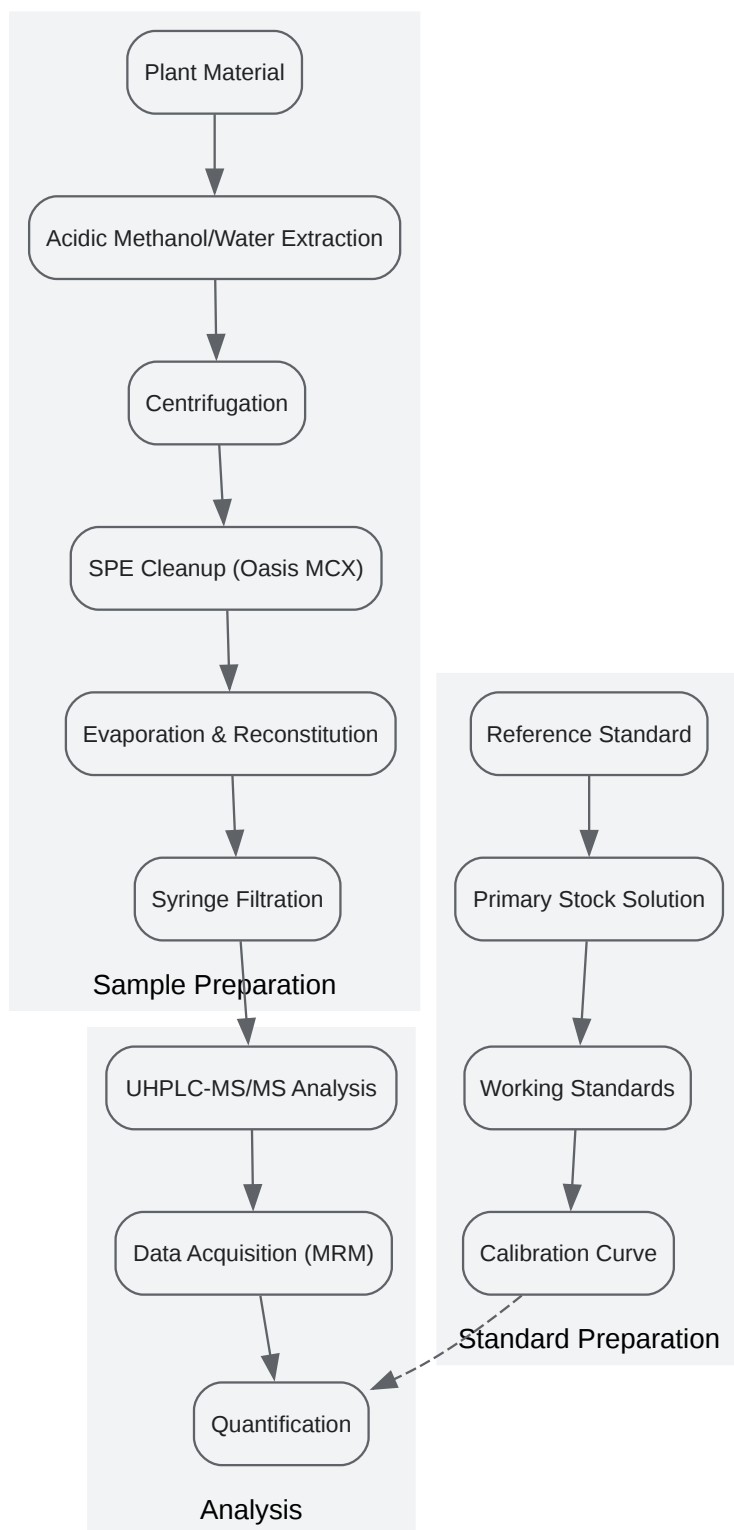 Plant Material
Acidic Methanol/Water Extraction
Centrifugation
SPE Cleanup (Oasis MCX)
Evaporation & Reconstitution
Syringe Filtration
Sample Preparation
Reference Standard
Primary Stock Solution
Working Standards
Calibration Curve
Standard Preparation
UHPLC-MS/MS Analysis
Data Acquisition (MRM)
Quantification
Analysis